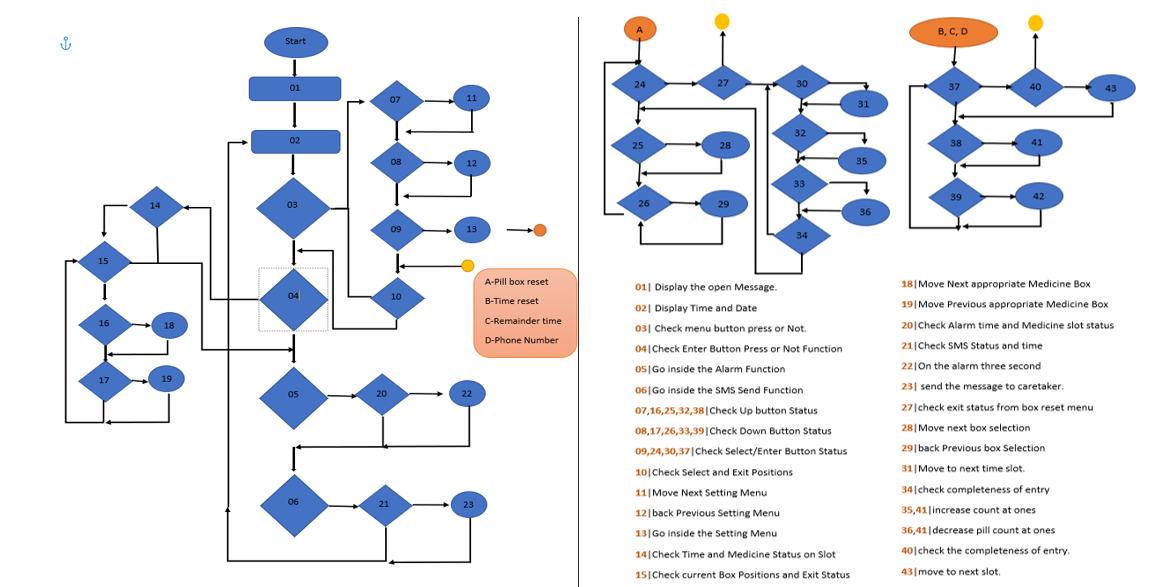 Start
01
02
03
04
05
06
07
08
09
10
11
12
13
14
15
16
17
18
19
20
21
22
23
A-Pill box reset
B-Time reset
C-Remainder time
D-Phone Number
A
24
25
26
27
28
29
30
31
32
33
34
35
36
B, C, D
37
38
39
40
41
42
43
01| Display the open Message.
02| Display Time and Date
03| Check menu button press or Not.
04|Check Enter Button Press or Not Function
05|Go inside the Alarm Function
06|Go inside the SMS Send Function
07,16,25,32,38|Check Up button Status
08,17,26,33,39|Check Down Button Status
09,24,30,37|Check Select/Enter Button Status
10|Check Select and Exit Positions
11|Move Next Setting Menu
12|back Previous Setting Menu
13|Go inside the Setting Menu
14|Check Time and Medicine Status on Slot
15|Check current Box Positions and Exit Status
18|Move Next appropriate Medicine Box
19|Move Previous appropriate Medicine Box
20|Check Alarm time and Medicine slot status
21|Check SMS Status and time
22|On the alarm three second
23| send the message to caretaker.
27|check exit status from box reset menu
28|Move next box selection
29|back Previous box Selection
31|Move to next time slot.
34|check completeness of entry
35,41|increase count at ones
36,41|decrease pill count at ones
40|check the completeness of entry.
43|move to next slot.